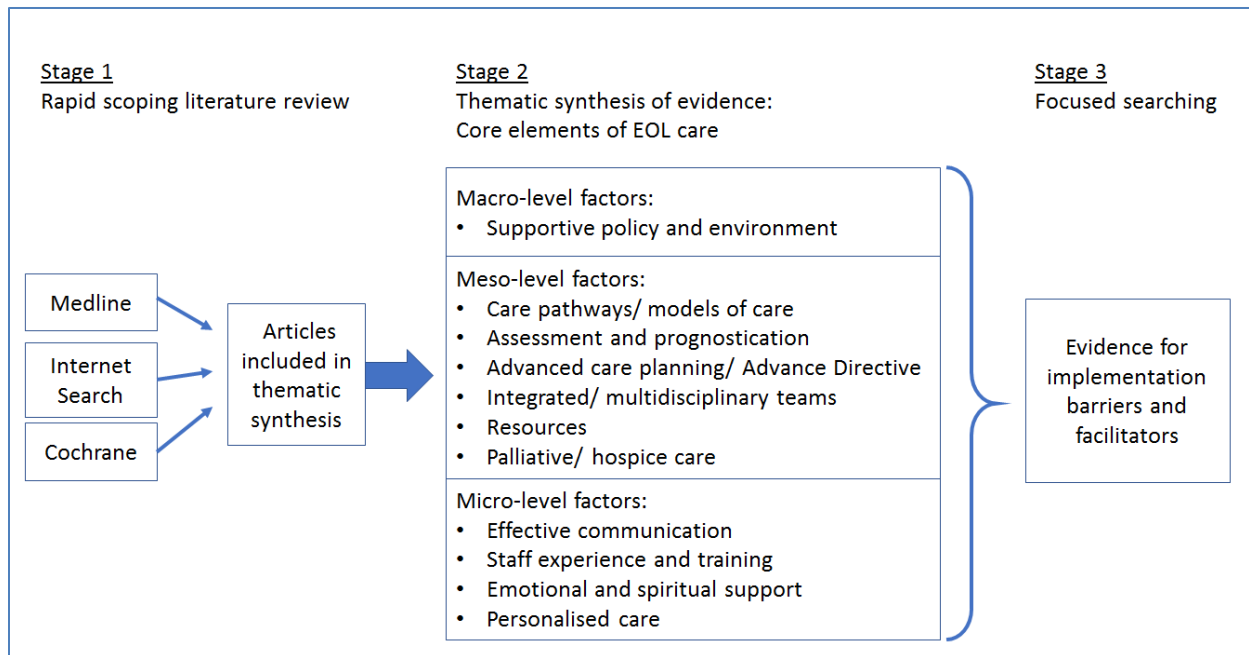 Stage 1
Rapid scoping literature review
Medline
Internet
Search
Cochrane
Articles
included in
thematic
synthesis
Stage 2
Thematic synthesis of evidence:
Core elements of EOL care
Macro-level factors:
• Supportive policy and environment
Meso-level factors:
• Care pathways/ models of care
• Assessment and prognostication
• Advanced care planning/ Advance Directive
• Integrated/ multidisciplinary teams
• Resources
• Palliative/ hospice care
Micro-level factors:
• Effective communication
• Staff experience and training
• Emotional and spiritual support
• Personalised care
Stage 3
Focused searching
Evidence for
implementation
barriers and
facilitators